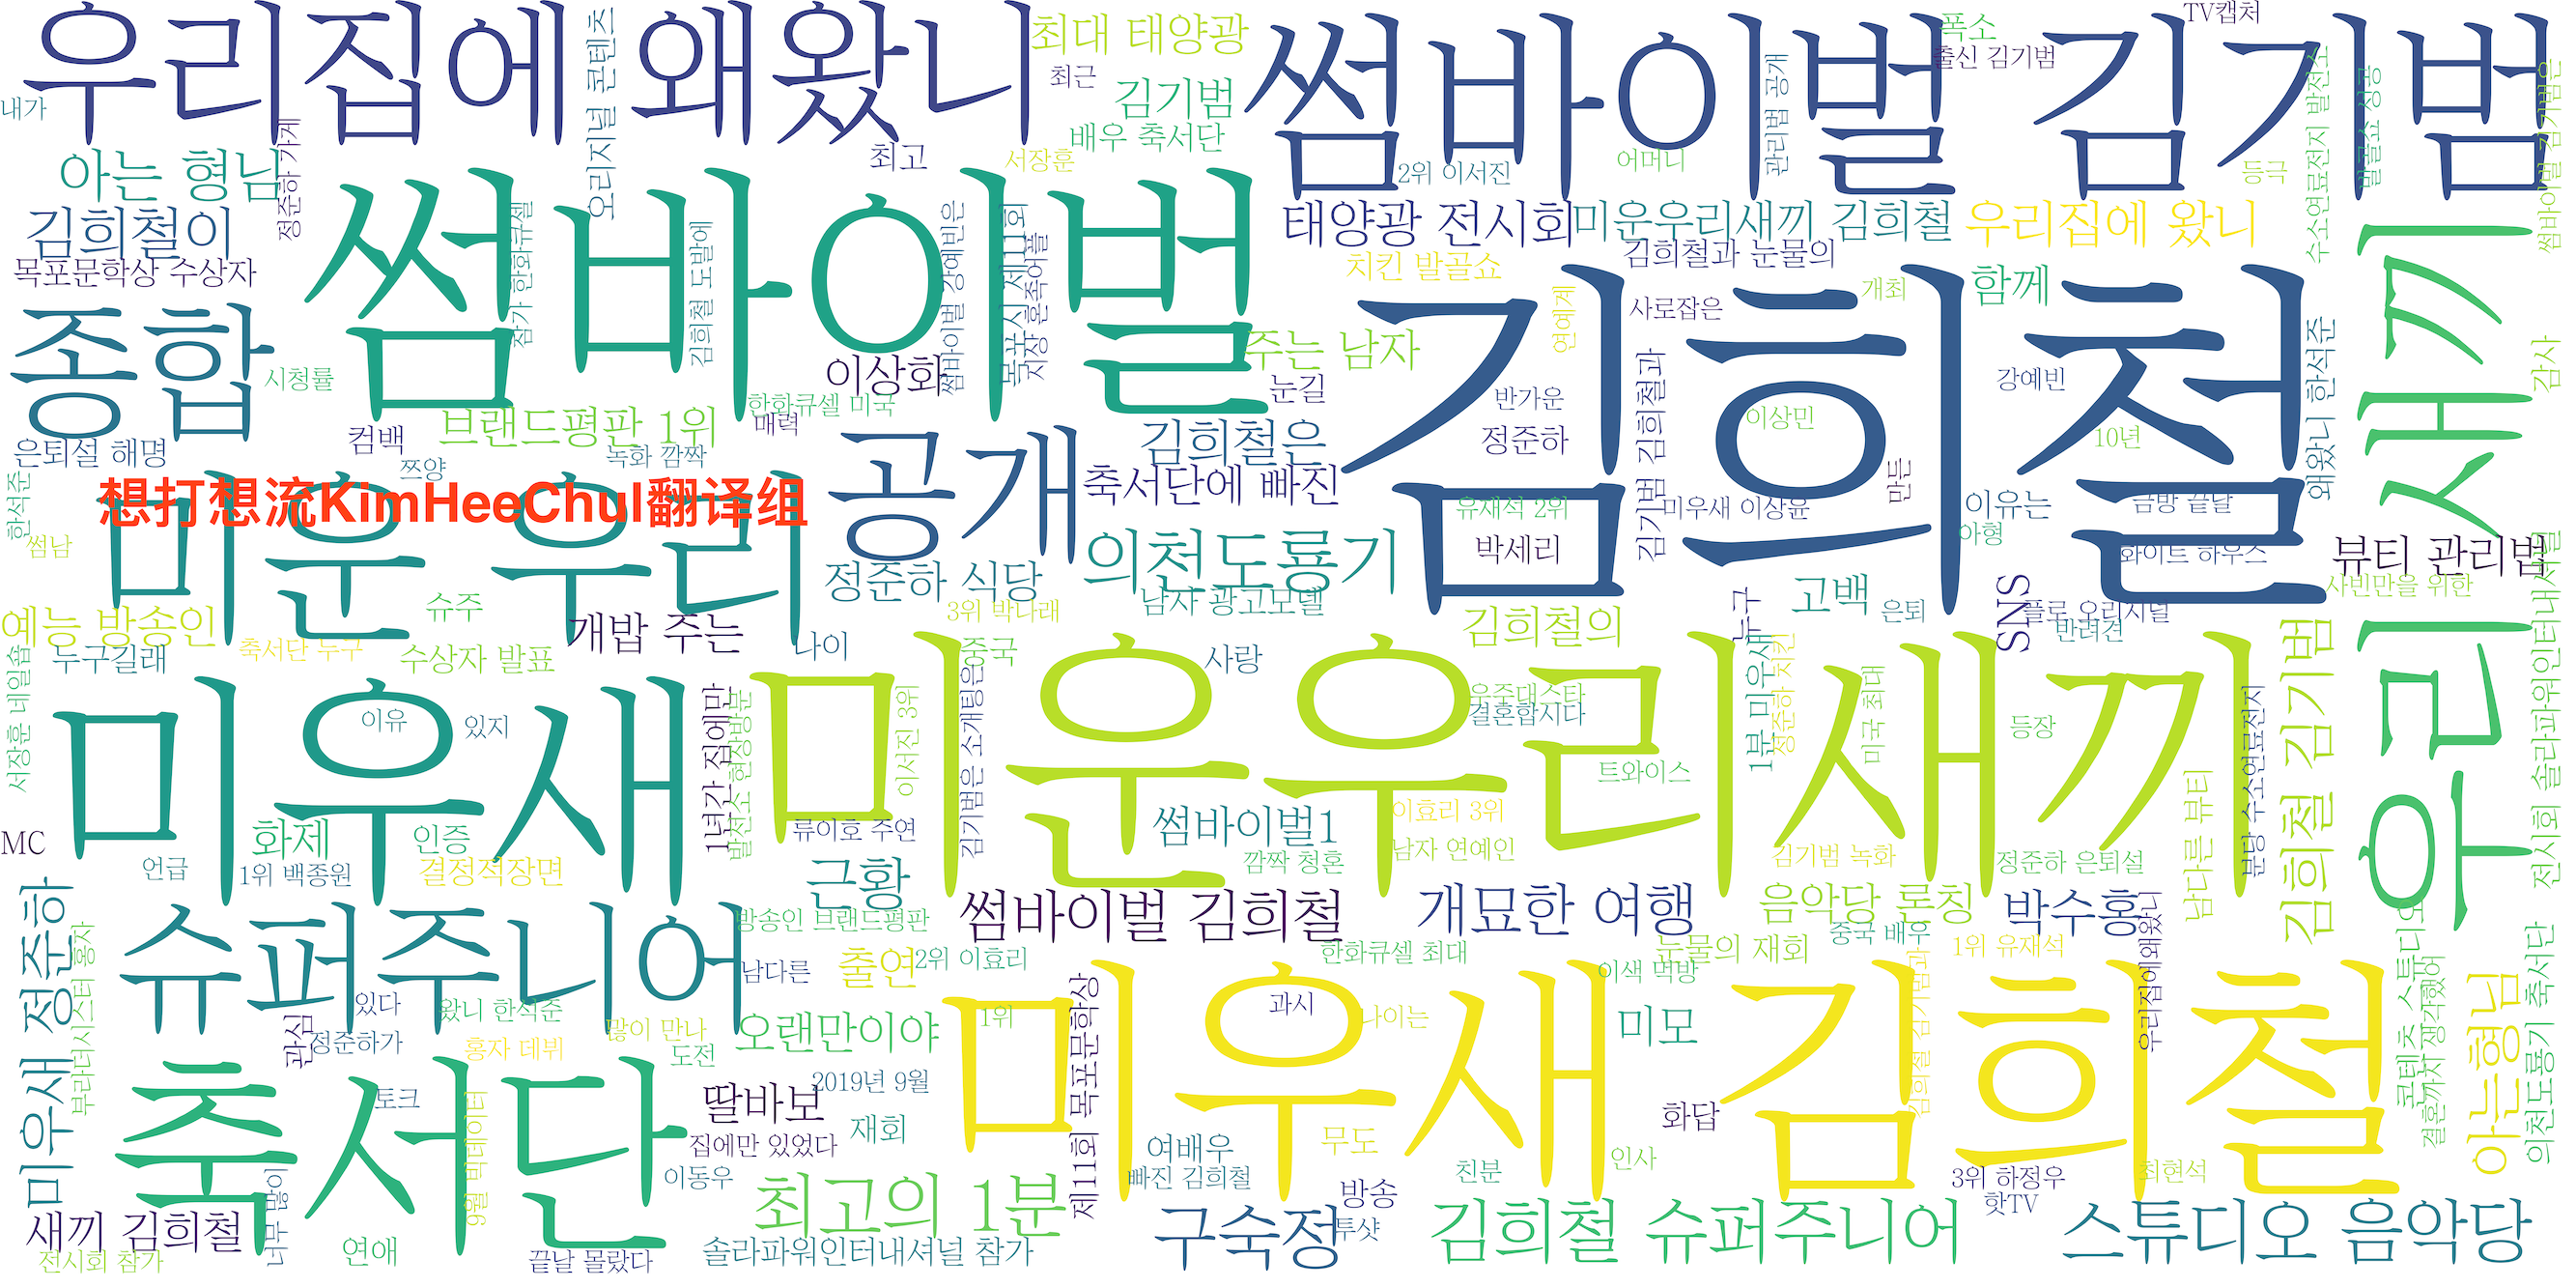 우리집에 왜왔니
썸바이벌 김기범
최대 태양광
폭소
TV캡처
출신 김기범
최근
내가
김기범
배우 축서단
오리지널 콘텐츠
정준하 가게
관리법 공개
수소연료전지 발전소
발골쇼 성공
썸바이벌 김기범은
아는 형님
최고
서장훈
2위 이서진
어머니
등극
김희철이
썸바이벌
태양광 전시회
미운우리새끼 김희철
우리집에 왔니
목포문학상 수상자
김희철과 눈물의
치킨 발골쇼
참가 한화큐셀
김희철 도발에
썸바이벌 강예빈은
목포시 제11회
김희철
연예계
사로잡은
개최
함께
우리 새끼
종합
시청률
이상화
주는 남자
눈길
한화큐셀 미국
매력
브랜드평판 1위
컴백
은퇴설 해명
녹화 깜짝
쯔양
공개
김희철은
축서단에 빠진
반가운
정준하
이상민
강예빈
10년
김기범 김희철과
왜왔니 한석준
감사
만든
想打想流KimHeeChul翻译组
미운 우리
한석준
썸남
유재석 2위
박세리
미우새 이상윤
이유는
아형
금방 끝날
화이트 하우스
뷰티 관리법
사빈만을 위한
의천도룡기
정준하 식당
남자 광고모델
3위 박나래
고백
은퇴
SNS
플로 오리지널
반려견
누구
예능 방송인
슈주
개밥 주는
나이
축서단 누구
누구길래
수상자 발표
김희철의
중국
사랑
미운우리새끼
우주대스타
결혼합시다
1분 미우새
정준하 치킨
미국 최대
등장
트와이스
김희철 김기범
분당 수소연료전지
전시회 솔라파워인터내셔널
서장훈 네일숍
미우새
이유
있지
1년간 집에만
발전소 현장방문
이서진 3위
김기범은 소개팅은
류이호 주연
썸바이벌1
이효리 3위
깜짝 청혼
남자 연예인
김기범 녹화
정준하 은퇴설
남다른 뷰티
MC
화제
인증
언급
1위 백종원
결정적장면
근황
미우새 정준하
슈퍼주니어
방송인 브랜드평판
썸바이벌 김희철
개묘한 여행
음악당 론칭
박수홍
출연
2위 이효리
한화큐셀 최대
눈물의 재회
중국 배우
1위 유재석
남다른
이색 먹방
우리집에왜왔니
콘텐츠 스튜디오
결혼까지 생각했어
의천도룡기 축서단
아는형님
부라더시스터 홍자
있다
왔니 한석준
많이 만나
관심
정준하가
홍자 데뷔
도전
오랜만이야
미우새 김희철
1위
과시
나이는
미모
제11회 목포문학상
김희철 김기범과
축서단
토크
9월 빅데이터
딸바보
2019년 9월
재회
집에만 있었다
이동우
여배우
빠진 김희철
무도
친분
인사
화답
3위 하정우
최현석
핫TV
너무 많이
새끼 김희철
전시회 참가
연애
끝날 몰랐다
최고의 1분
솔라파워인터내셔널 참가
구숙정
방송
투샷
김희철 슈퍼주니어
스튜디오 음악당